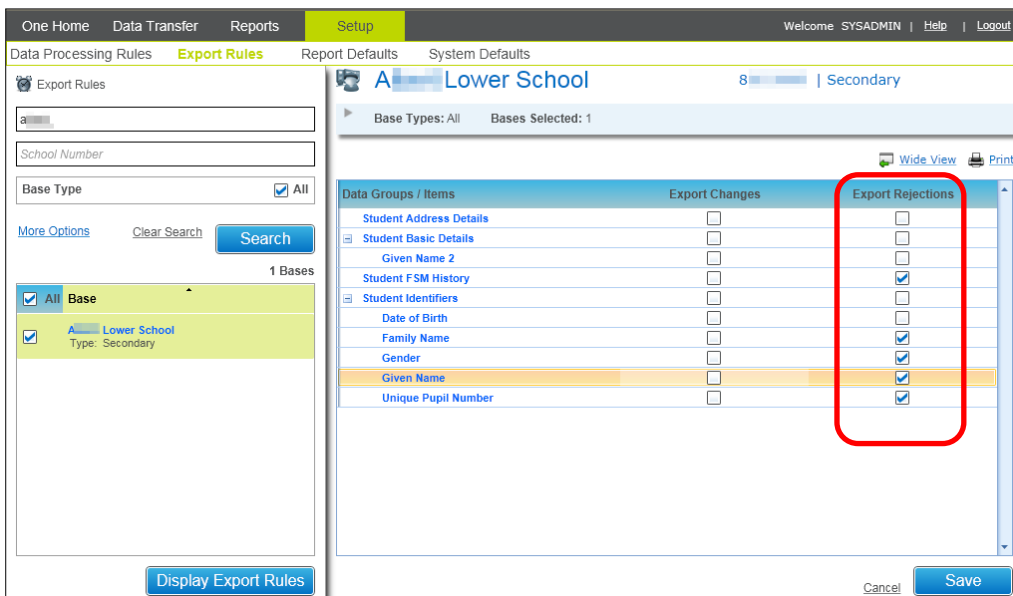 One Home Data Transfer Reports Setup Welcome SYSADMIN | Help | Logout
Data Processing Rules Export Rules Report Defaults System Defaults
Export Rules
a
School Number
Base Type All
More Options Clear Search Search
1 Bases
All Base
A Lower School
Type: Secondary
Display Export Rules
A Lower School 8 | Secondary
Base Types: All Bases Selected: 1
Wide View Print
Data Groups / Items Export Changes Export Rejections
Student Address Details
Student Basic Details
Given Name 2
Student FSM History
Student Identifiers
Date of Birth
Family Name
Gender
Given Name
Unique Pupil Number
Cancel Save